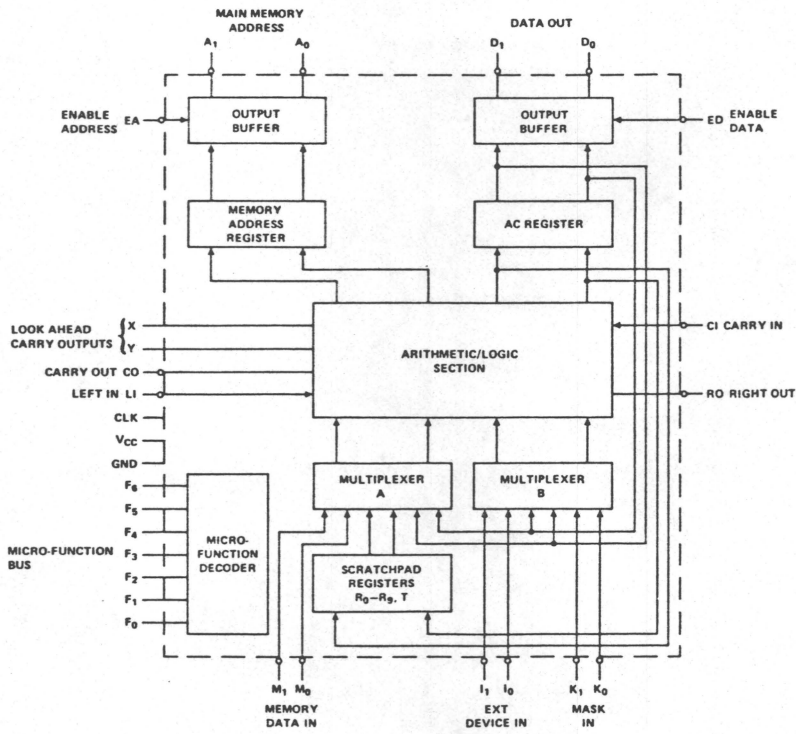 MAIN MEMORY
ADDRESS
A1 A0
DATA OUT
D1 D0
ENABLE
ADDRESS EA
OUTPUT
BUFFER
OUTPUT
BUFFER
ED ENABLE
DATA
MEMORY
ADDRESS
REGISTER
AC REGISTER
LOOK AHEAD
CARRY OUTPUTS { X
Y
CARRY OUT CO
LEFT IN LI
CLK
VCC
GND
ARITHMETIC/LOGIC
SECTION
CI CARRY IN
RO RIGHT OUT
MULTIPLEXER
A
MULTIPLEXER
B
MICRO-FUNCTION
BUS
F6
F5
F4
F3
F2
F1
F0
MICRO-
FUNCTION
DECODER
SCRATCHPAD
REGISTERS
R0–R9, T
M1 M0
MEMORY
DATA IN
I1 I0
EXT
DEVICE IN
K1 K0
MASK
IN